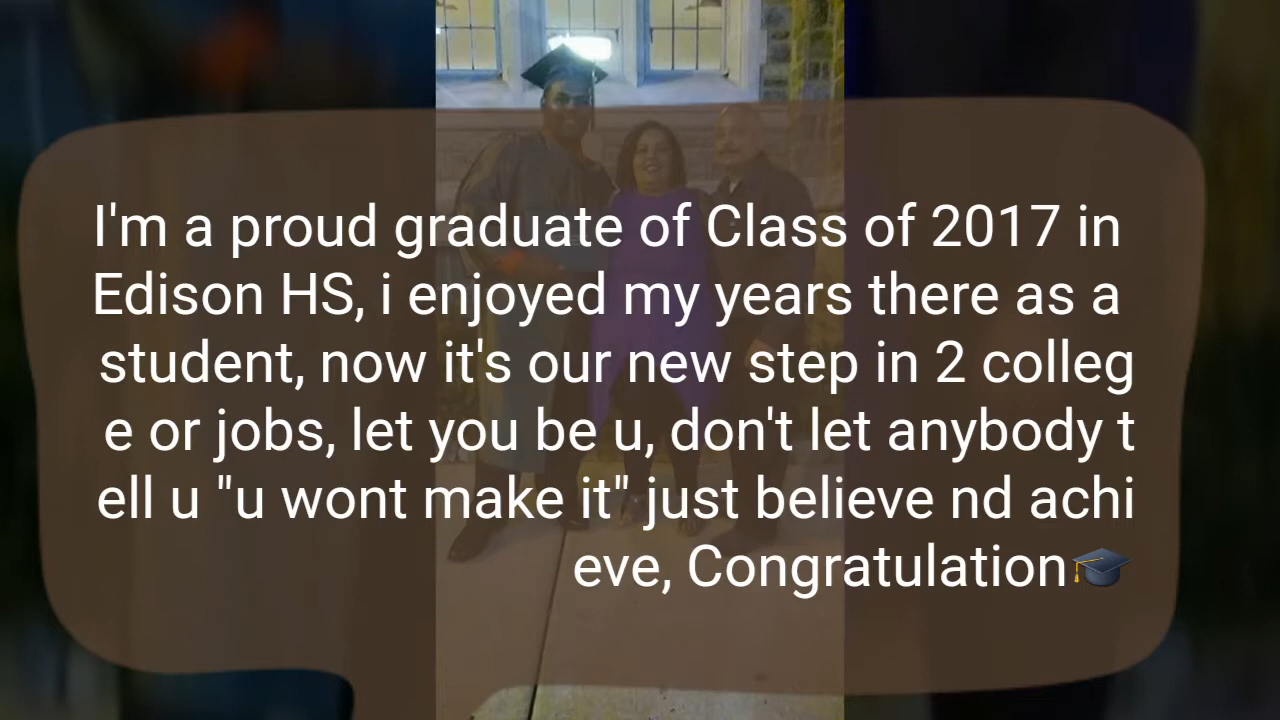 I'm a proud graduate of Class of 2017 in
Edison HS, i enjoyed my years there as a
student, now it's our new step in 2 colleg
e or jobs, let you be u, don't let anybody t
ell u "u wont make it" just believe nd achi
eve, Congratulation🎓